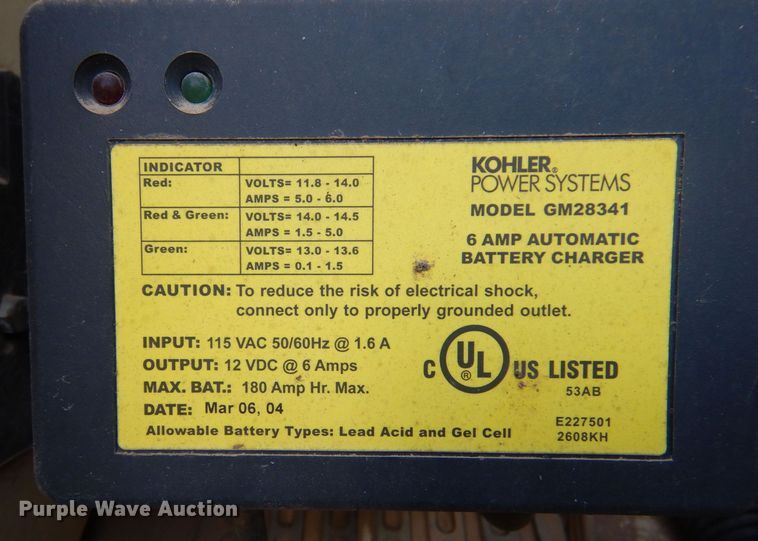 INDICATOR
Red: VOLTS= 11.8 - 14.0
AMPS = 5.0 - 6.0
Red & Green: VOLTS= 14.0 - 14.5
AMPS = 1.5 - 5.0
Green: VOLTS= 13.0 - 13.6
AMPS = 0.1 - 1.5
KOHLER®
POWER SYSTEMS
MODEL GM28341
6 AMP AUTOMATIC
BATTERY CHARGER
CAUTION: To reduce the risk of electrical shock,
connect only to properly grounded outlet.
INPUT: 115 VAC 50/60Hz @ 1.6 A
OUTPUT: 12 VDC @ 6 Amps
MAX. BAT.: 180 Amp Hr. Max.
DATE: Mar 06, 04
Allowable Battery Types: Lead Acid and Gel Cell
C UL® US LISTED
53AB
E227501
2608KH
Purple Wave Auction